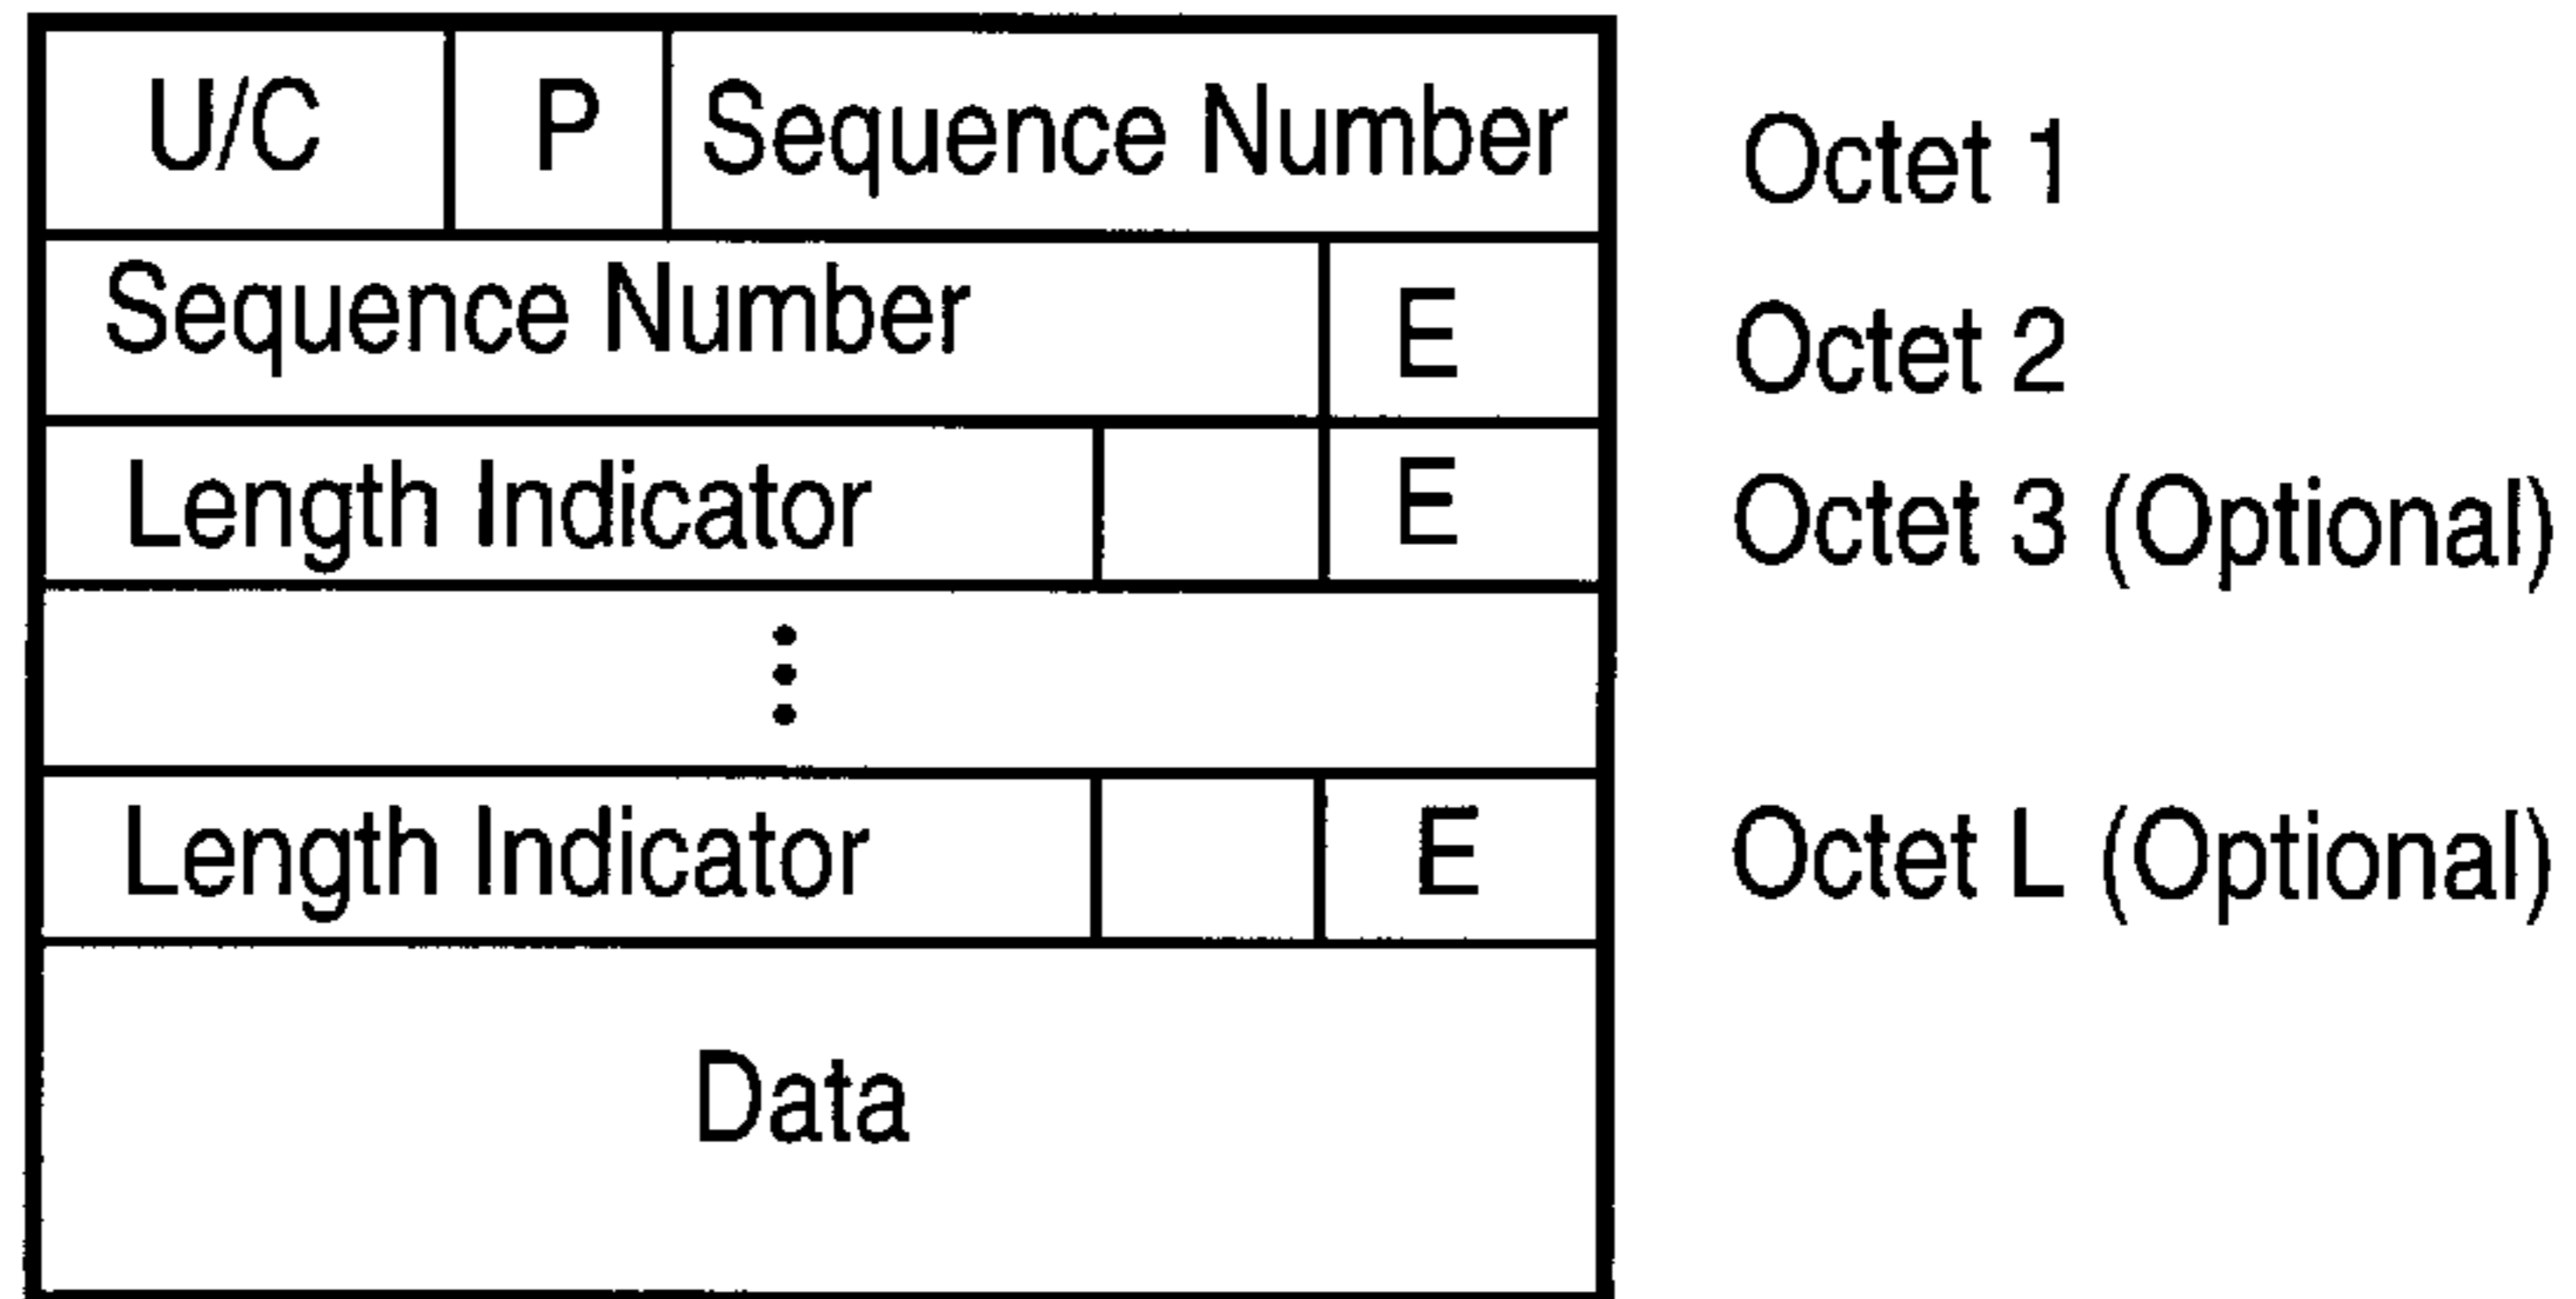 U/C P Sequence Number Octet 1
Sequence Number E Octet 2
Length Indicator E Octet 3 (Optional)
Length Indicator E Octet L (Optional)
Data